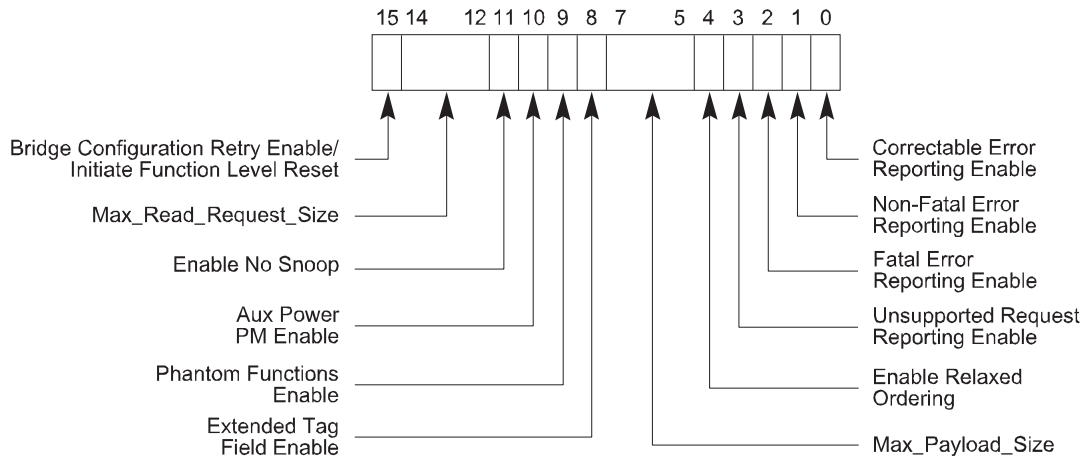 15 14 12 11 10 9 8 7 5 4 3 2 1 0
Bridge Configuration Retry Enable/
Initiate Function Level Reset
Max_Read_Request_Size
Enable No Snoop
Aux Power
PM Enable
Phantom Functions
Enable
Extended Tag
Field Enable
Correctable Error
Reporting Enable
Non-Fatal Error
Reporting Enable
Fatal Error
Reporting Enable
Unsupported Request
Reporting Enable
Enable Relaxed
Ordering
Max_Payload_Size